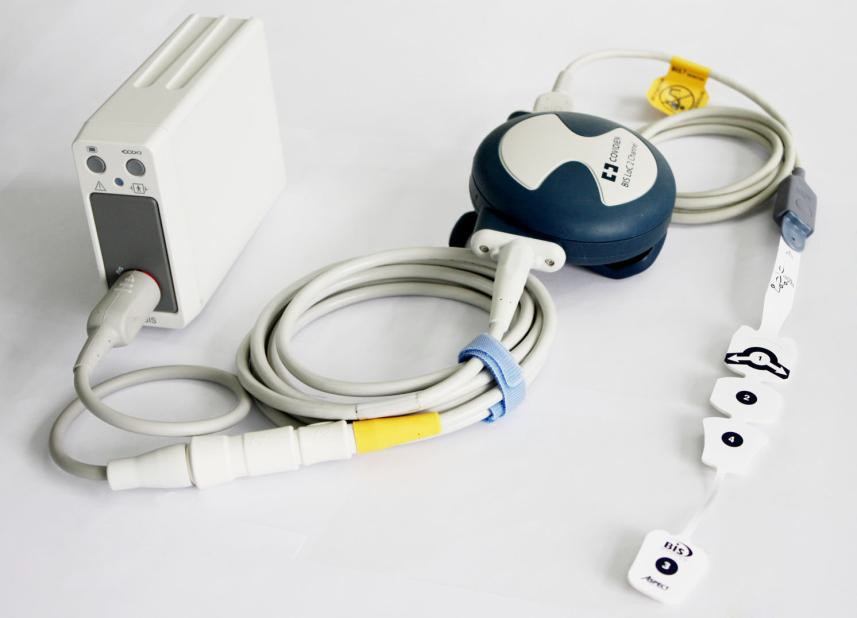 COVIDIEN
BIS LoC 2 Channel
1
2
4
BIS
3
ASPECT
BIS